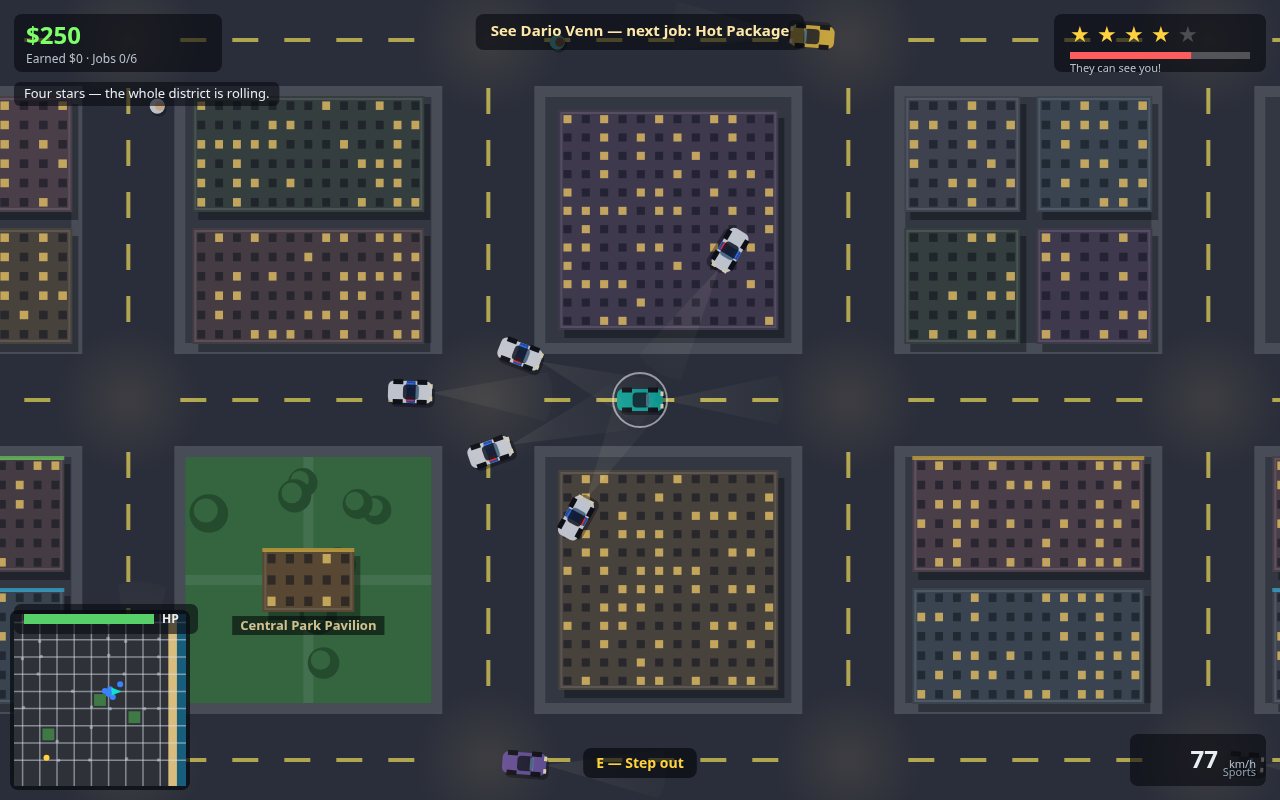 $250
Earned $0 · Jobs 0/6
See Dario Venn — next job: Hot Package
They can see you!
Four stars — the whole district is rolling.
Central Park Pavilion
HP
E — Step out
77 km/h
Sports